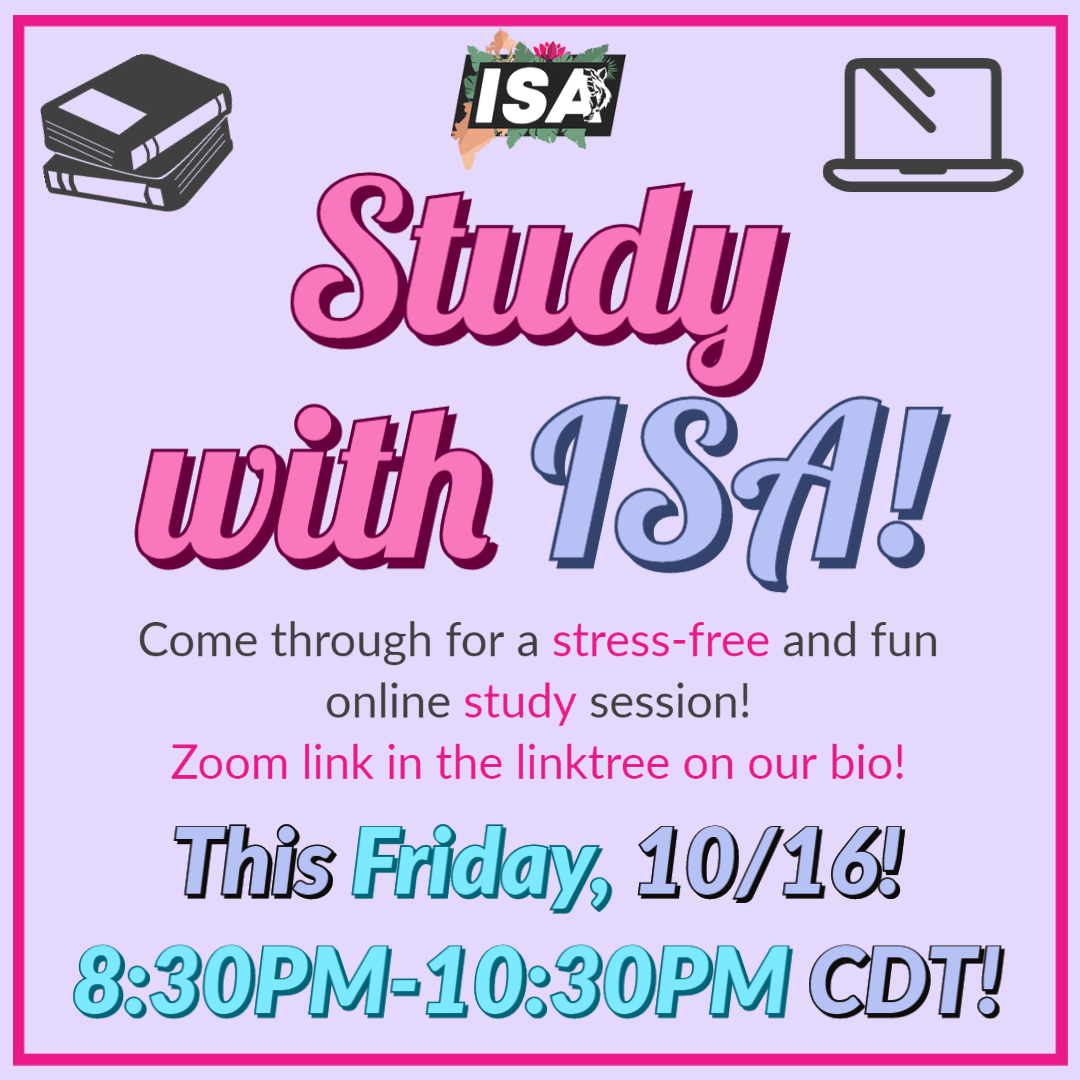 ISA
Study
with ISA!
Come through for a stress-free and fun
online study session!
Zoom link in the linktree on our bio!
This Friday, 10/16!
8:30PM-10:30PM CDT!